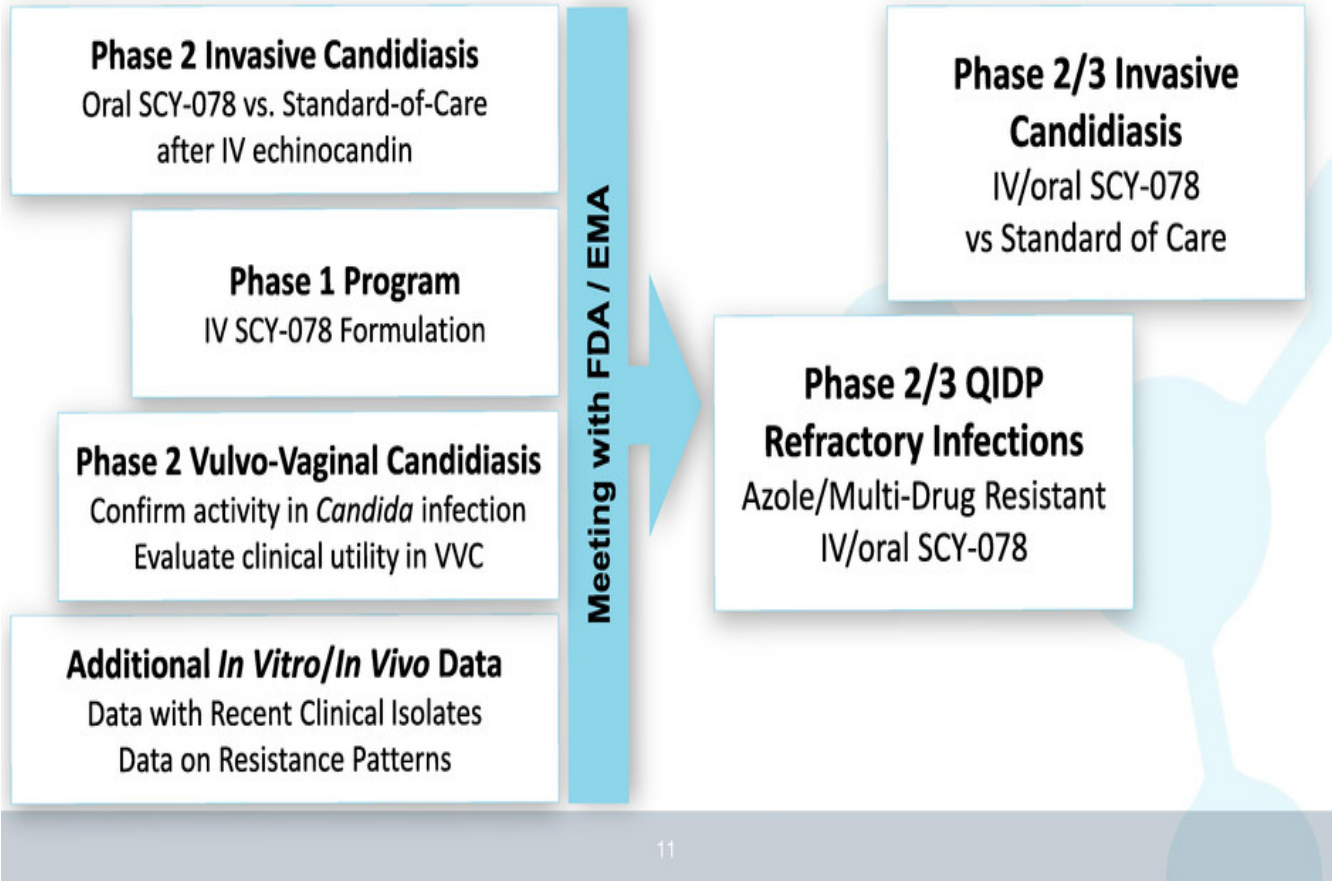 Phase 2 Invasive Candidiasis
Oral SCY-078 vs. Standard-of-Care
after IV echinocandin
Phase 1 Program
IV SCY-078 Formulation
Phase 2 Vulvo-Vaginal Candidiasis
Confirm activity in Candida infection
Evaluate clinical utility in VVC
Additional In Vitro/In Vivo Data
Data with Recent Clinical Isolates
Data on Resistance Patterns
Meeting with FDA / EMA
Phase 2/3 Invasive
Candidiasis
IV/oral SCY-078
vs Standard of Care
Phase 2/3 QIDP
Refractory Infections
Azole/Multi-Drug Resistant
IV/oral SCY-078
11